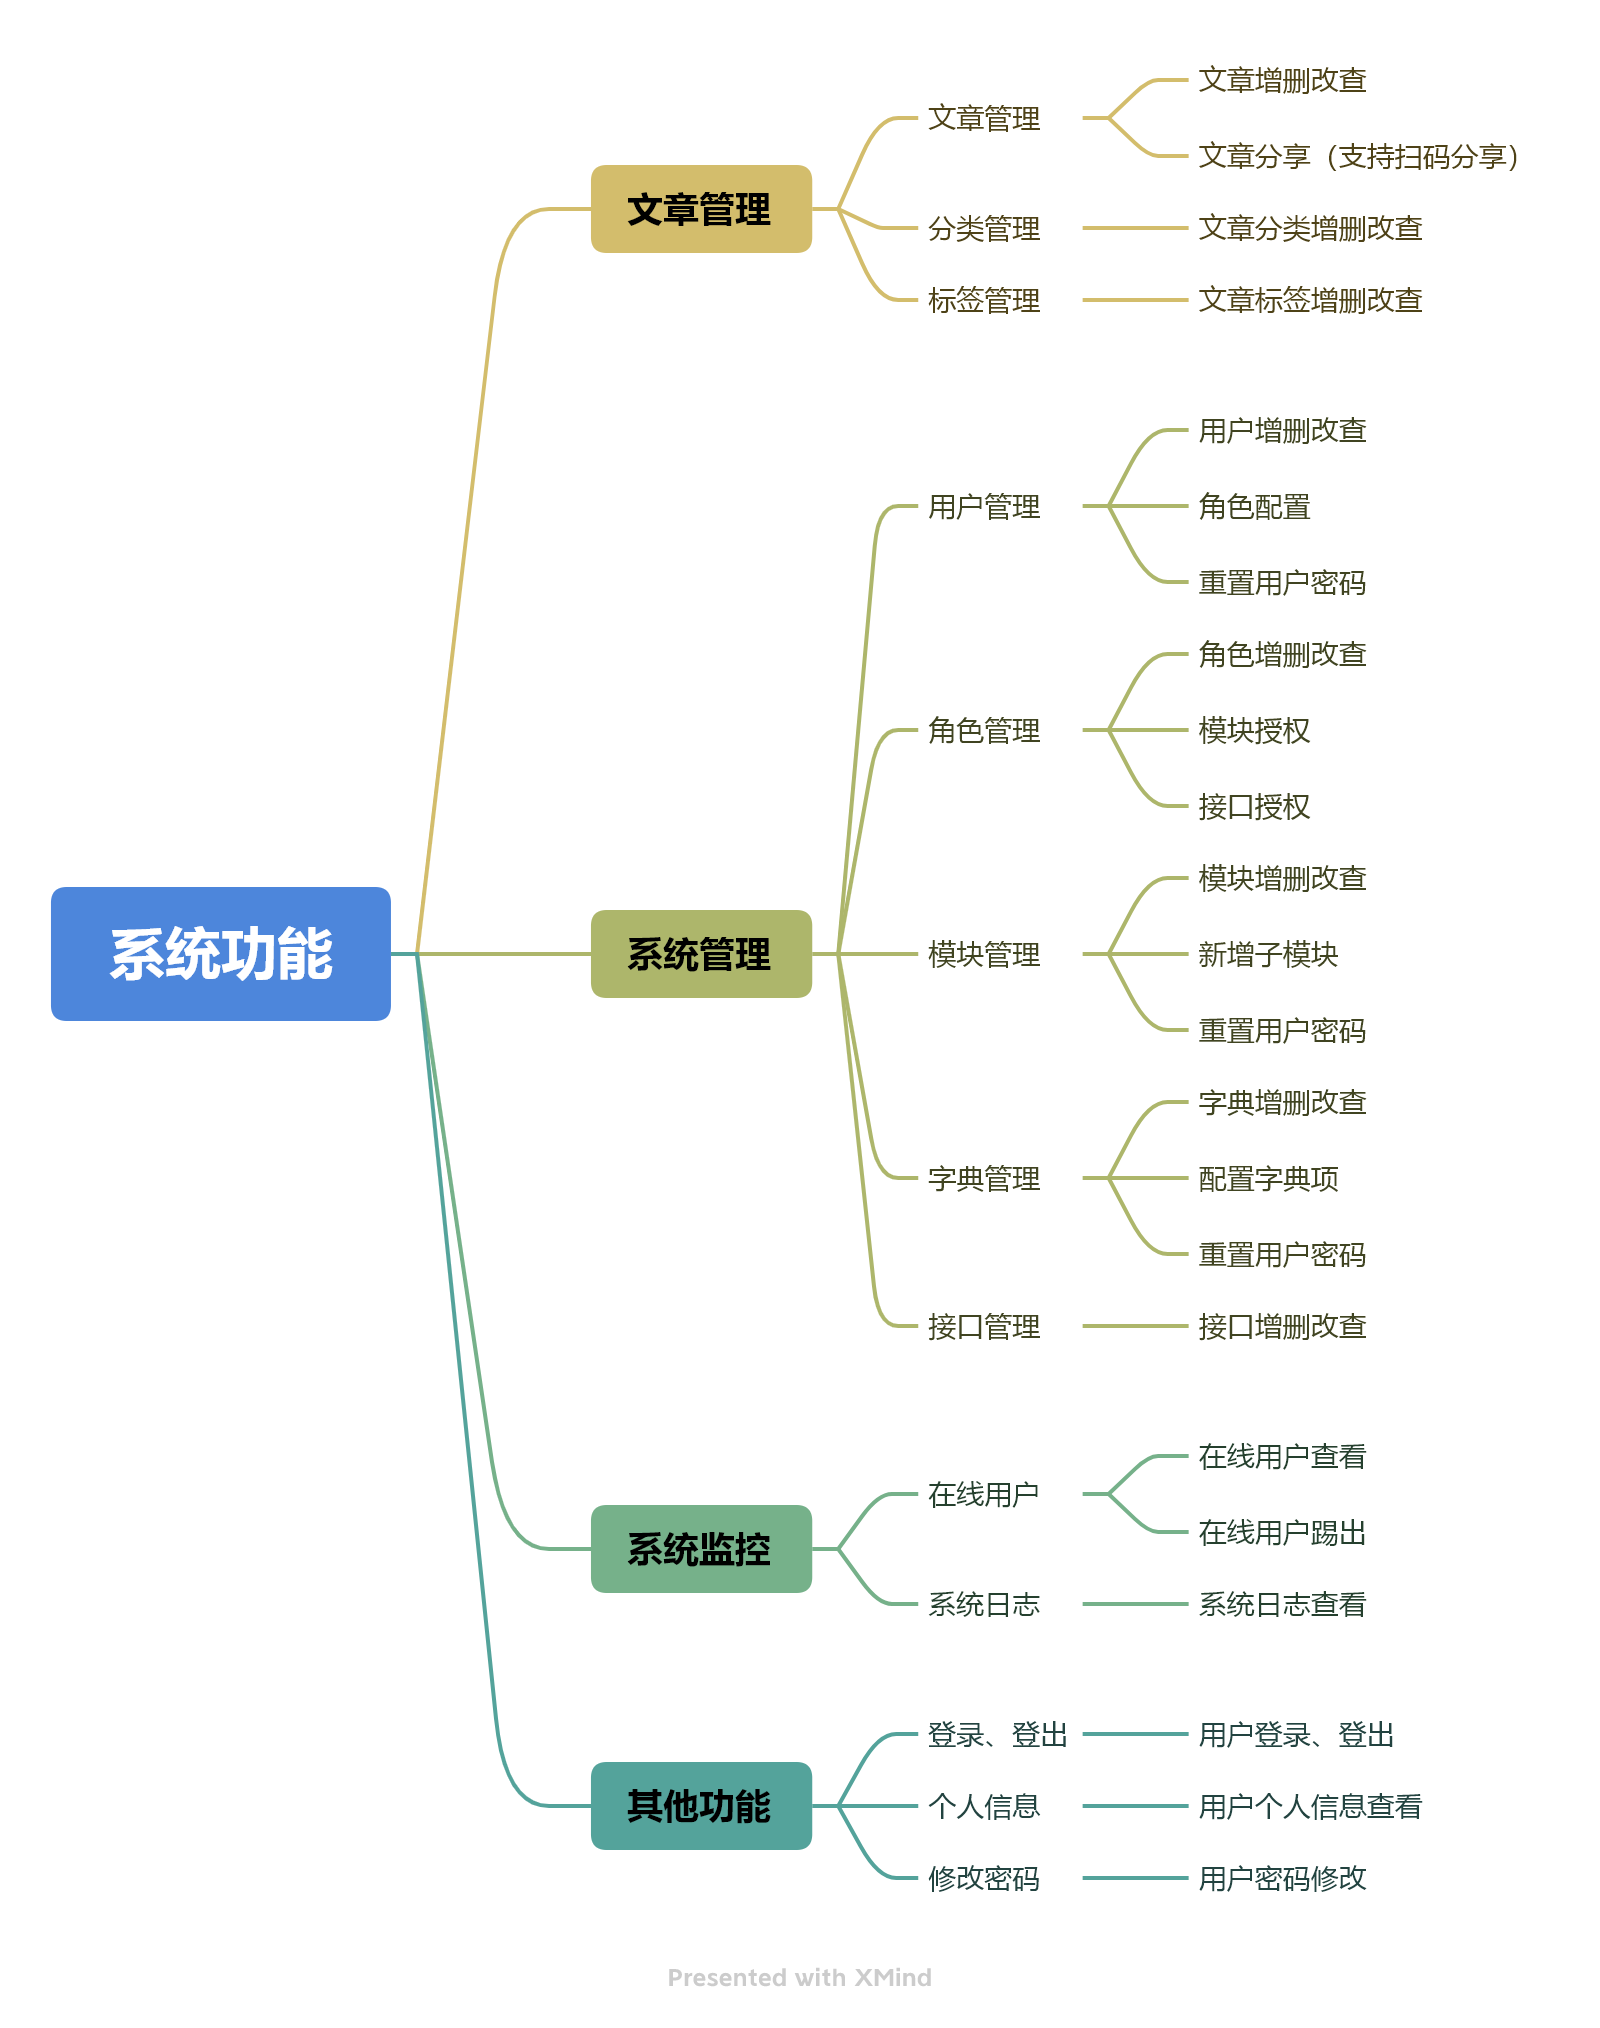 系统功能
文章管理
文章管理
文章增删改查
文章分享（支持扫码分享）
分类管理
文章分类增删改查
标签管理
文章标签增删改查
系统管理
用户管理
用户增删改查
角色配置
重置用户密码
角色管理
角色增删改查
模块授权
接口授权
模块管理
模块增删改查
新增子模块
重置用户密码
字典管理
字典增删改查
配置字典项
重置用户密码
接口管理
接口增删改查
系统监控
在线用户
在线用户查看
在线用户踢出
系统日志
系统日志查看
其他功能
登录、登出
用户登录、登出
个人信息
用户个人信息查看
修改密码
用户密码修改
Presented with XMind